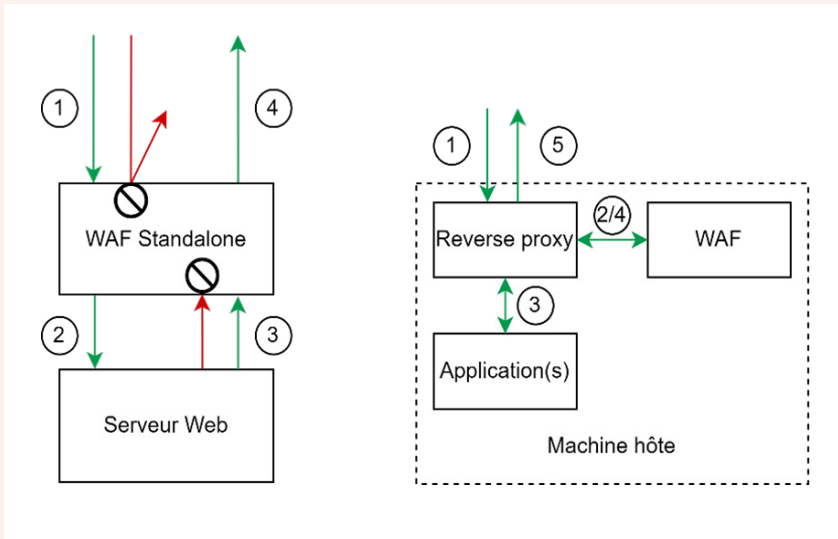 1
4
WAF Standalone
2
3
Serveur Web
1
5
Reverse proxy
2/4
WAF
3
Application(s)
Machine hôte